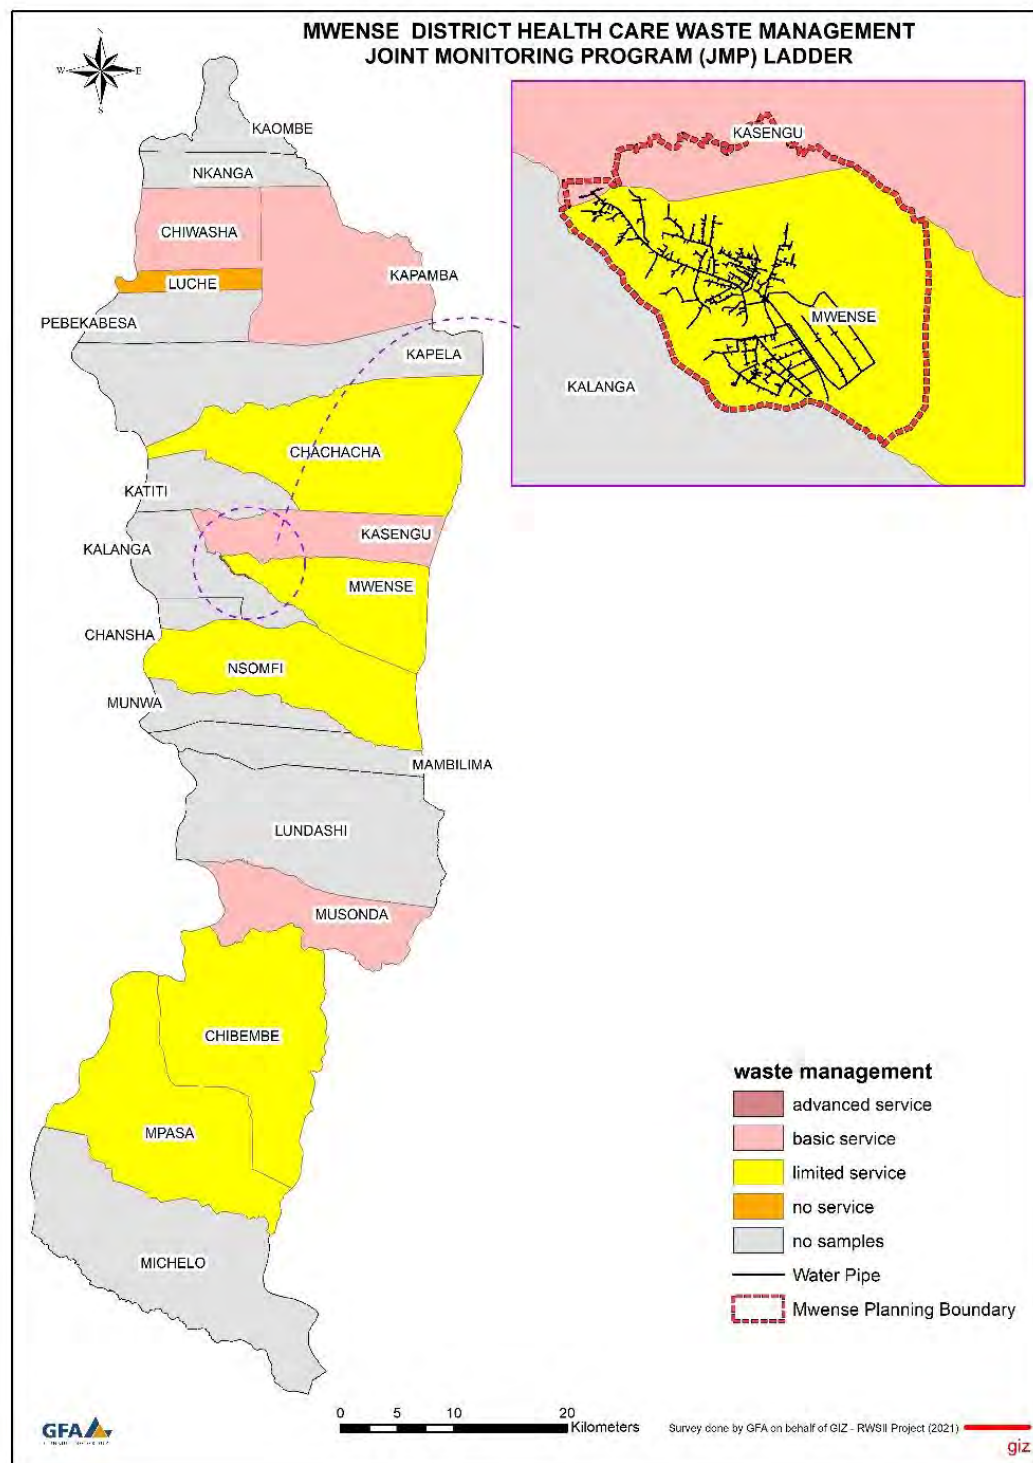 MWENSE DISTRICT HEALTH CARE WASTE MANAGEMENT
JOINT MONITORING PROGRAM (JMP) LADDER
N
W
E
S
KAOMBE
NKANGA
CHIWASHA
KAPAMBA
LUCHE
PEBEKABESA
KAPELA
CHACHACHA
KATITI
KASENGU
KALANGA
MWENSE
CHANSHA
NSOMFI
MUNWA
MAMBILIMA
LUNDASHI
MUSONDA
CHIBEMBE
MPASA
MICHELO
KASENGU
MWENSE
KALANGA
waste management
advanced service
basic service
limited service
no service
no samples
Water Pipe
Mwense Planning Boundary
0 5 10 20
Kilometers
GFA
Survey done by GFA on behalf of GIZ - RWSII Project (2021)
giz